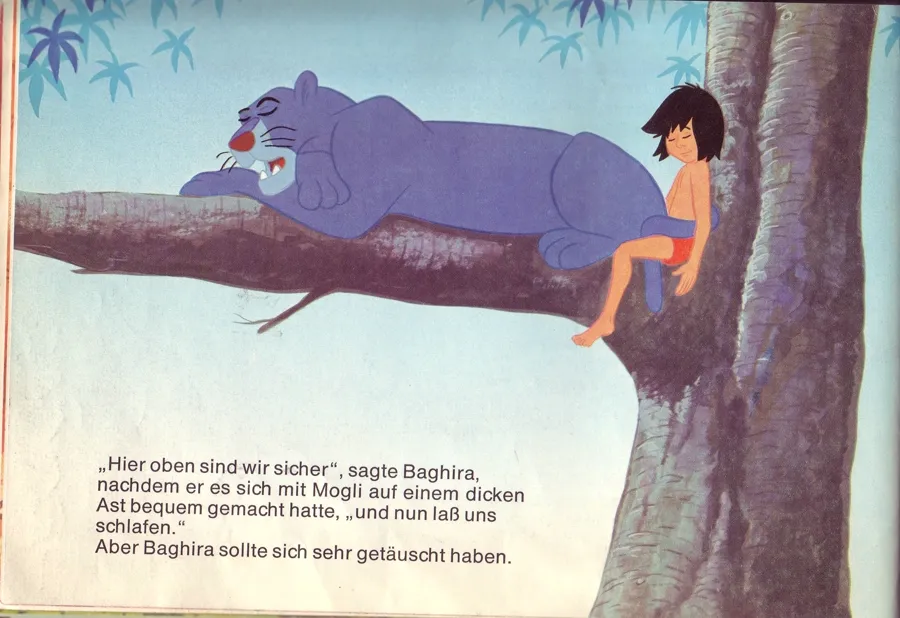 „Hier oben sind wir sicher“, sagte Baghira,
nachdem er es sich mit Mogli auf einem dicken
Ast bequem gemacht hatte, „und nun laß uns
schlafen.“
Aber Baghira sollte sich sehr getäuscht haben.